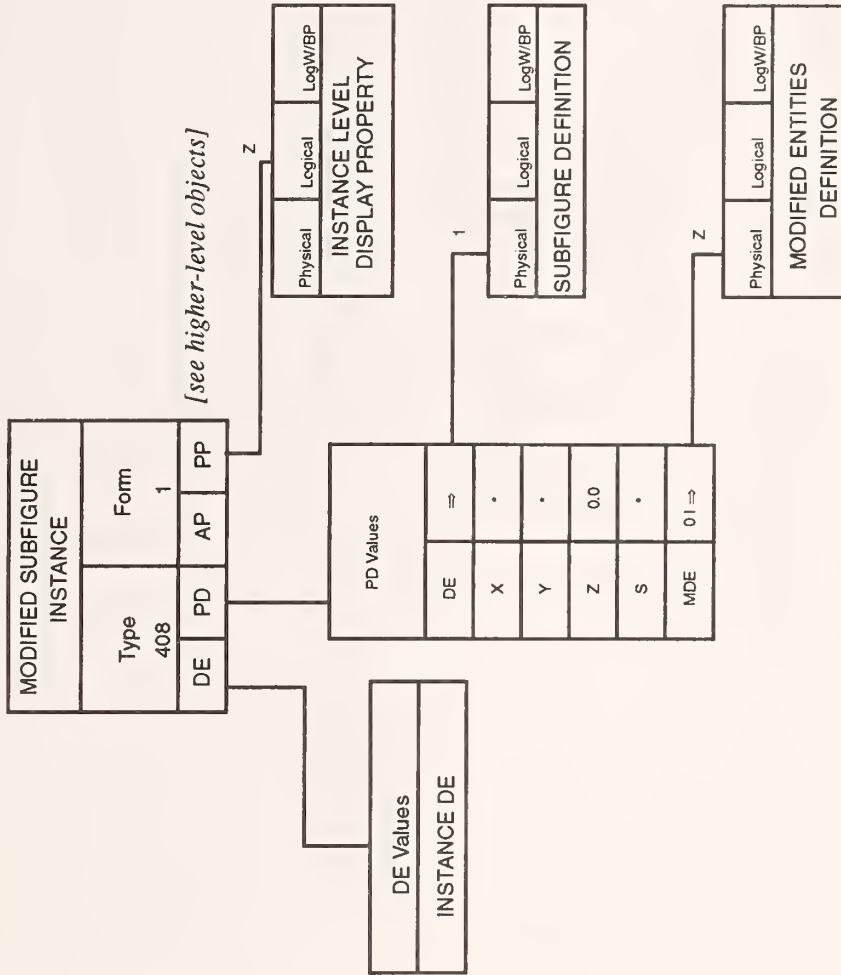 MODIFIED SUBFIGURE
INSTANCE
Type
408
Form
1
DE
PD
AP
PP
[see higher-level objects]
DE Values
INSTANCE DE
PD Values
DE
⇒
X
•
Y
•
Z
0.0
S
•
MDE
0 | ⇒
Z
Physical
Logical
LogW/BP
INSTANCE LEVEL
DISPLAY PROPERTY
1
Physical
Logical
LogW/BP
SUBFIGURE DEFINITION
Z
Physical
Logical
LogW/BP
MODIFIED ENTITIES
DEFINITION